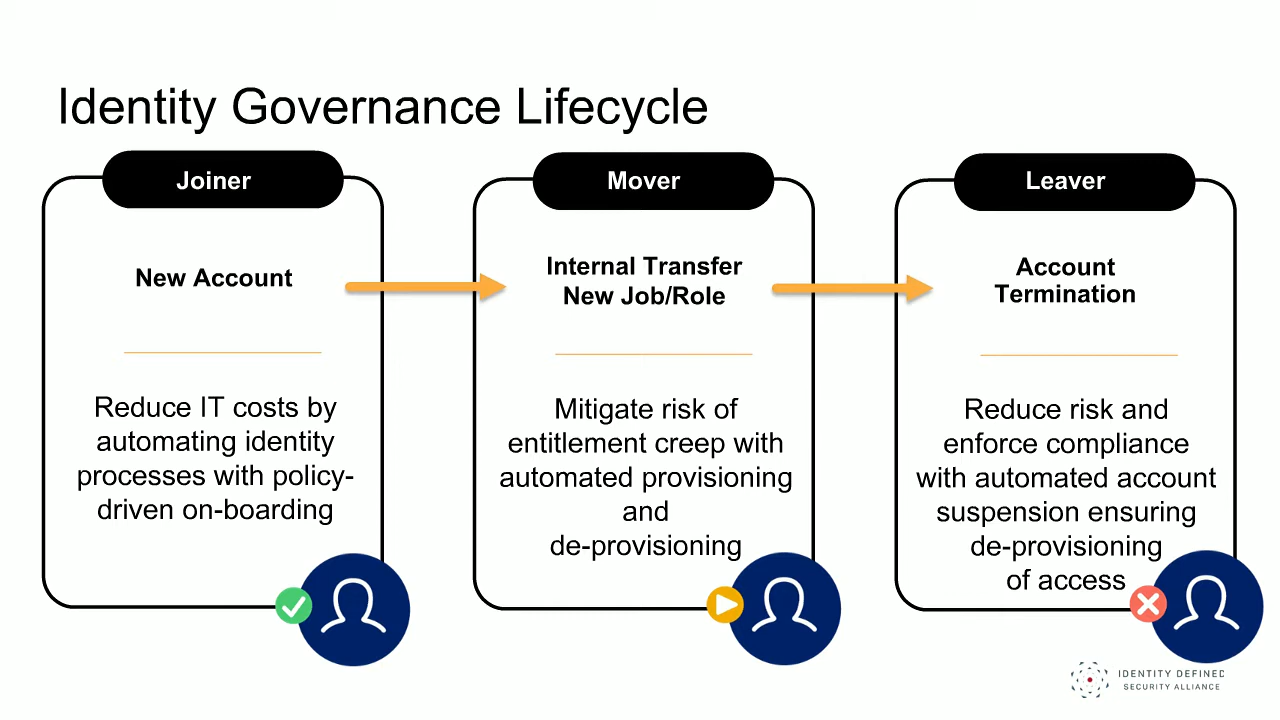 Identity Governance Lifecycle
Joiner
New Account
Reduce IT costs by
automating identity
processes with policy-
driven on-boarding
Mover
Internal Transfer
New Job/Role
Mitigate risk of
entitlement creep with
automated provisioning
and
de-provisioning
Leaver
Account
Termination
Reduce risk and
enforce compliance
with automated account
suspension ensuring
de-provisioning
of access
IDENTITY DEFINED
SECURITY ALLIANCE